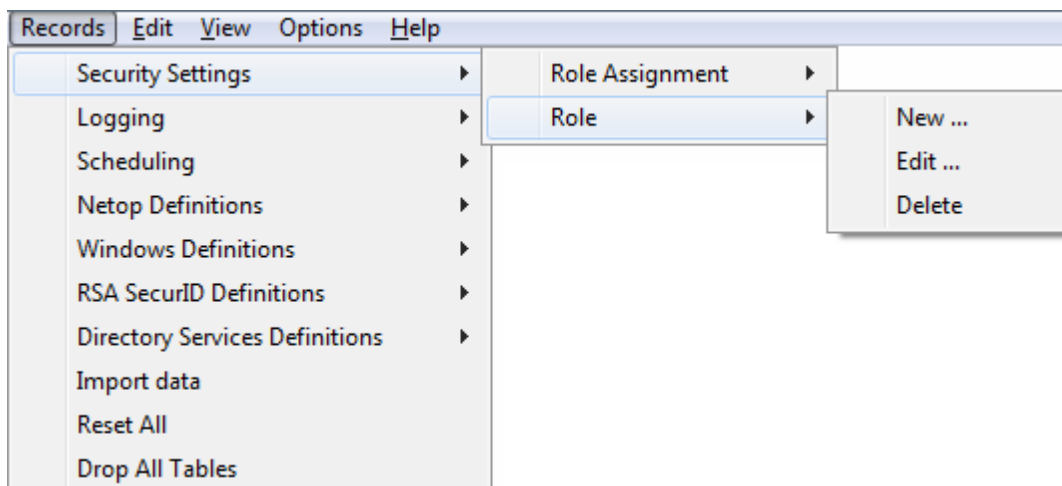 Records Edit View Options Help
Security Settings
Logging
Scheduling
Netop Definitions
Windows Definitions
RSA SecurID Definitions
Directory Services Definitions
Import data
Reset All
Drop All Tables
Role Assignment
Role
New ...
Edit ...
Delete